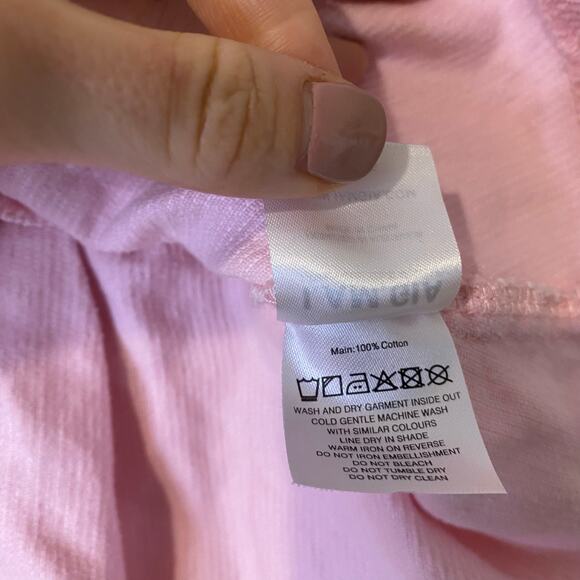 Main: 100% Cotton
WASH AND DRY GARMENT INSIDE OUT
COLD GENTLE MACHINE WASH
WITH SIMILAR COLOURS
LINE DRY IN SHADE
WARM IRON ON REVERSE
DO NOT IRON EMBELLISHMENT
DO NOT BLEACH
DO NOT TUMBLE DRY
DO NOT DRY CLEAN